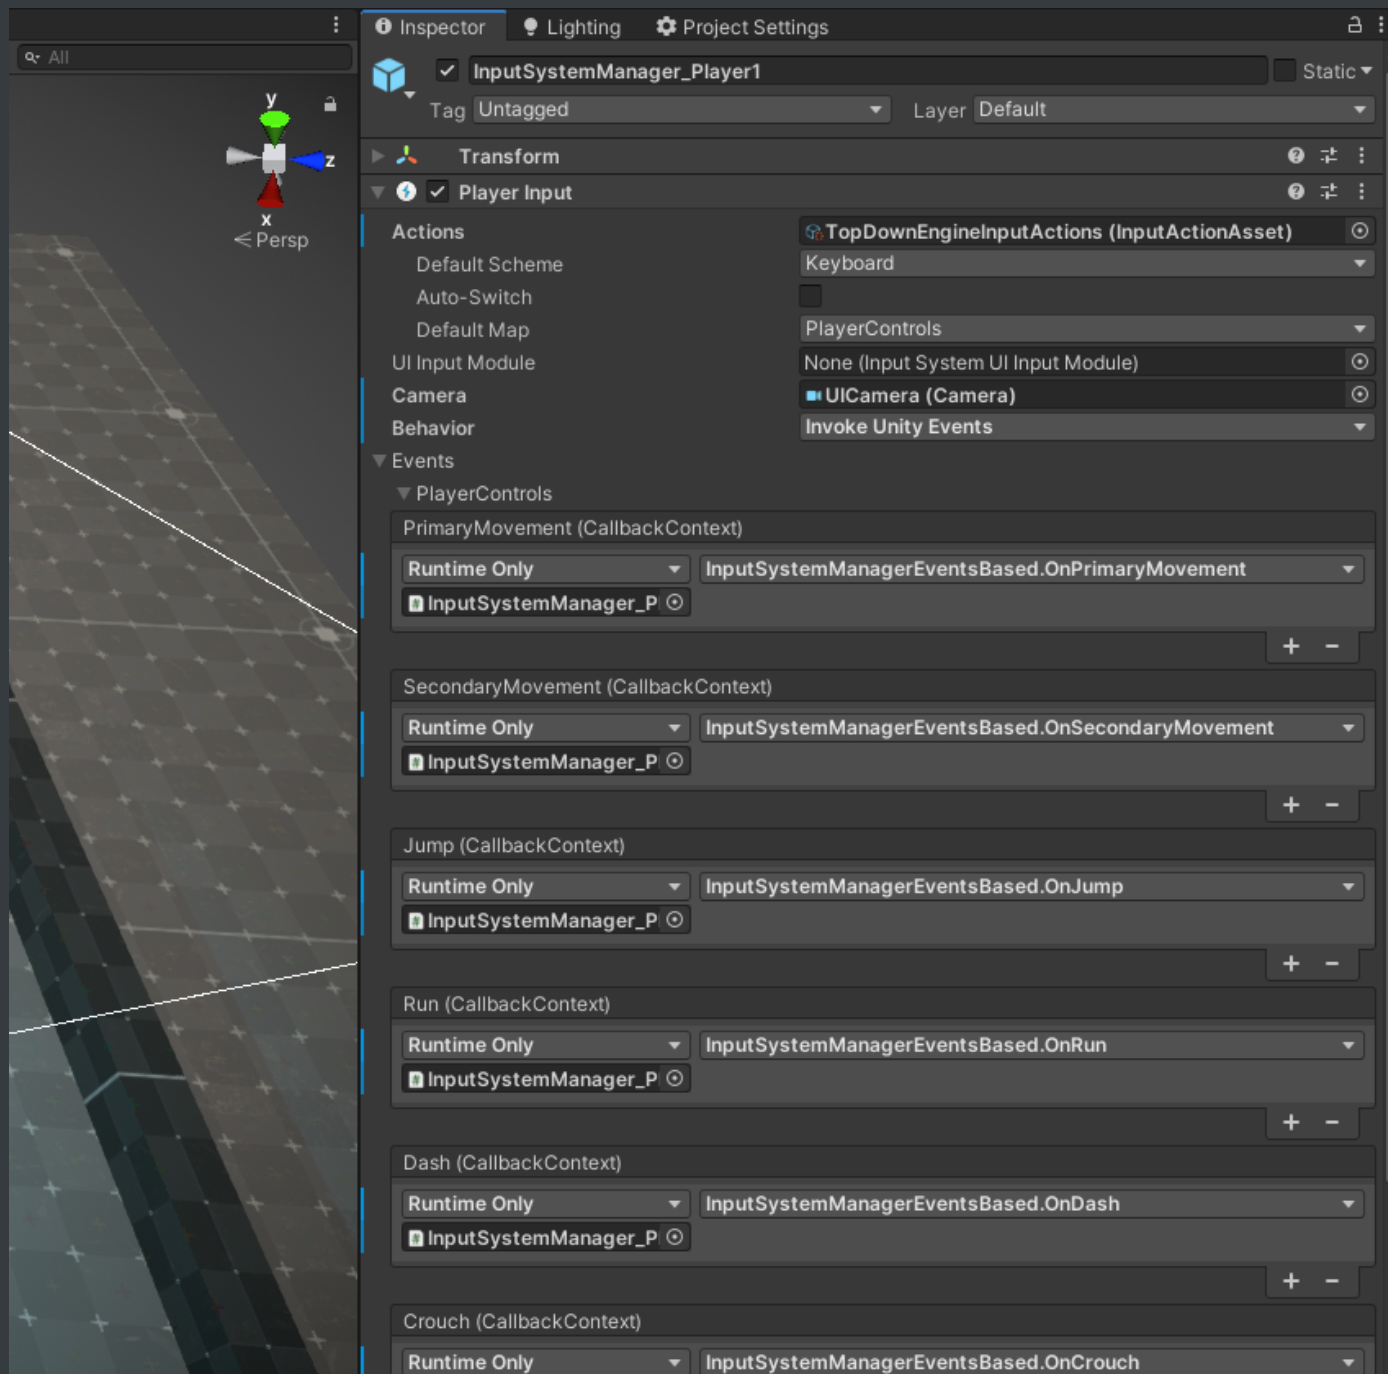 Inspector Lighting Project Settings
All
InputSystemManager_Player1 Static
Tag Untagged Layer Default
y
z
x
Persp
Transform
Player Input
Actions TopDownEngineInputActions (InputActionAsset)
Default Scheme Keyboard
Auto-Switch
Default Map PlayerControls
UI Input Module None (Input System UI Input Module)
Camera UICamera (Camera)
Behavior Invoke Unity Events
Events
PlayerControls
PrimaryMovement (CallbackContext)
Runtime Only InputSystemManagerEventsBased.OnPrimaryMovement
InputSystemManager_P
+ −
SecondaryMovement (CallbackContext)
Runtime Only InputSystemManagerEventsBased.OnSecondaryMovement
InputSystemManager_P
+ −
Jump (CallbackContext)
Runtime Only InputSystemManagerEventsBased.OnJump
InputSystemManager_P
+ −
Run (CallbackContext)
Runtime Only InputSystemManagerEventsBased.OnRun
InputSystemManager_P
+ −
Dash (CallbackContext)
Runtime Only InputSystemManagerEventsBased.OnDash
InputSystemManager_P
+ −
Crouch (CallbackContext)
Runtime Only InputSystemManagerEventsBased.OnCrouch